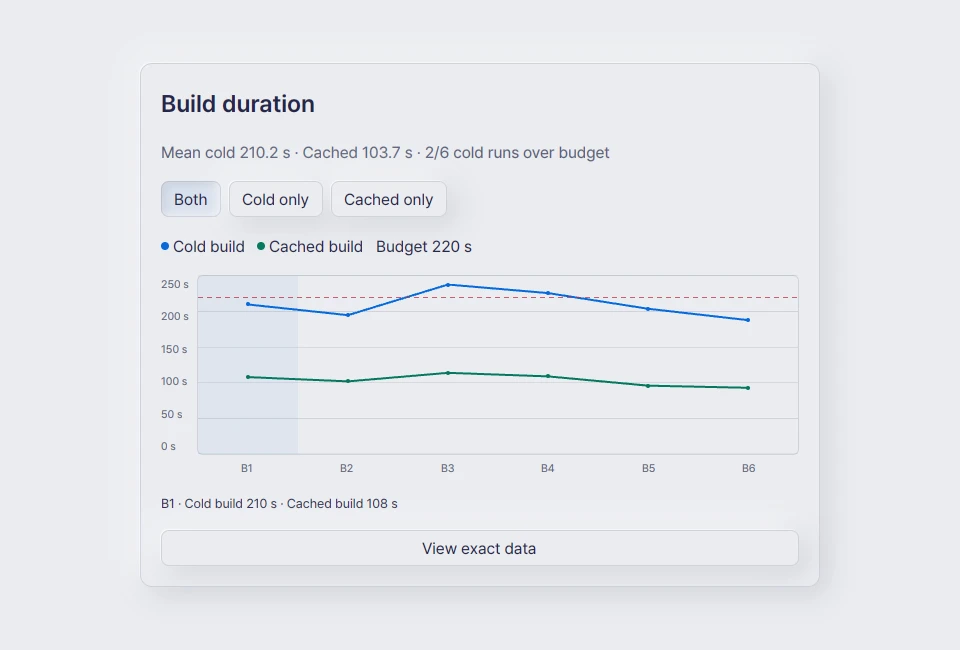 Build duration
Mean cold 210.2 s · Cached 103.7 s · 2/6 cold runs over budget
Both Cold only Cached only
Cold build Cached build Budget 220 s
250 s
200 s
150 s
100 s
50 s
0 s
B1 B2 B3 B4 B5 B6
B1 · Cold build 210 s · Cached build 108 s
View exact data